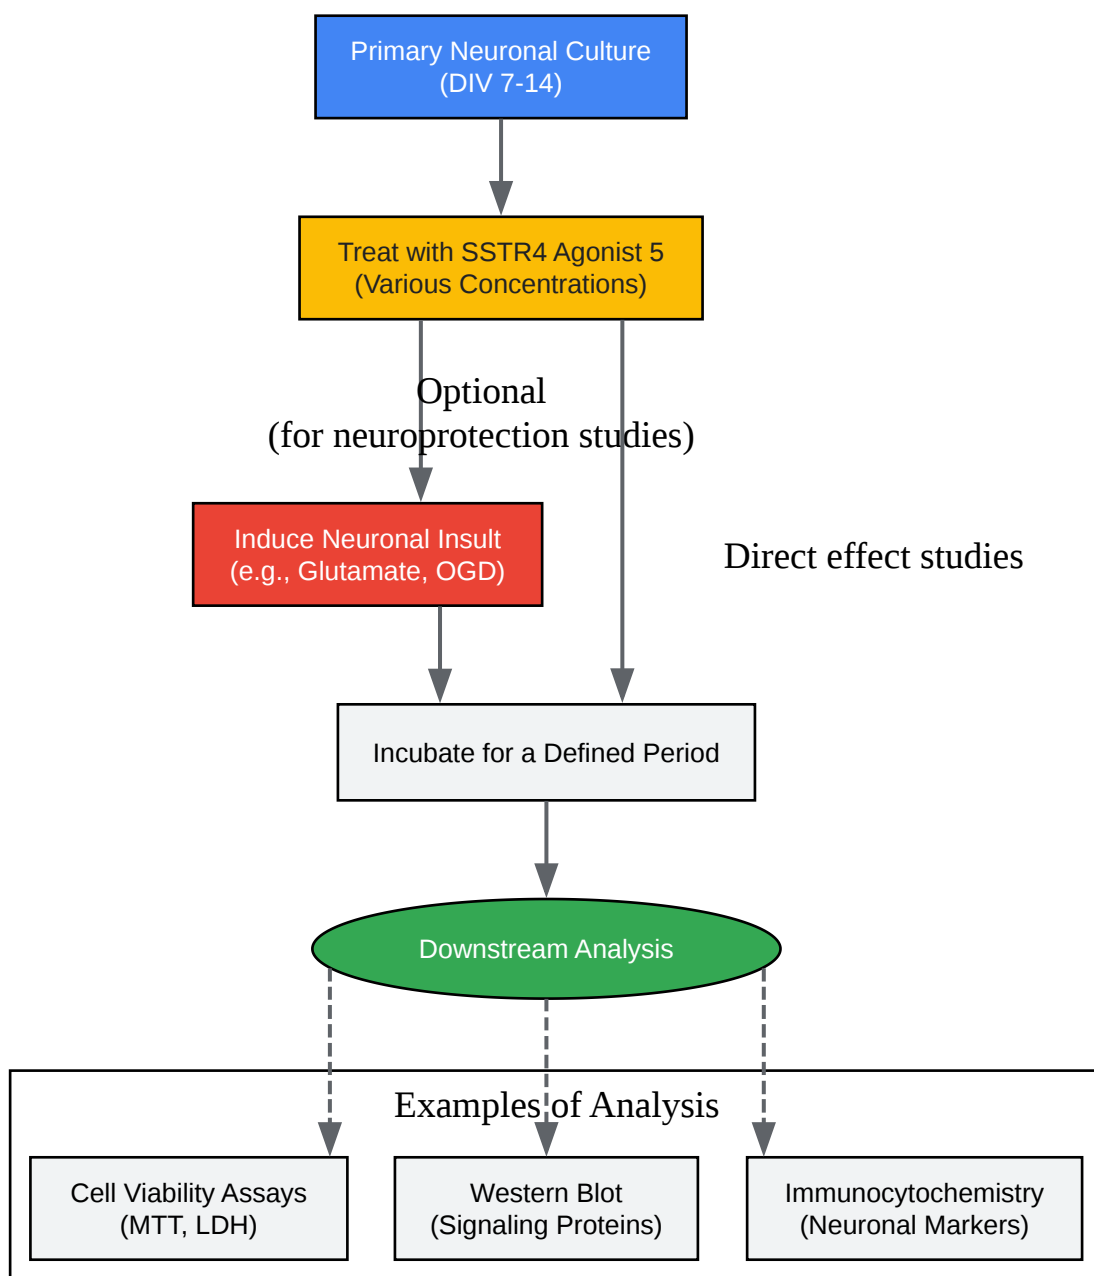 Primary Neuronal Culture
(DIV 7-14)
Treat with SSTR4 Agonist 5
(Various Concentrations)
Optional
(for neuroprotection studies)
Induce Neuronal Insult
(e.g., Glutamate, OGD)
Direct effect studies
Incubate for a Defined Period
Downstream Analysis
Examples of Analysis
Cell Viability Assays
(MTT, LDH)
Western Blot
(Signaling Proteins)
Immunocytochemistry
(Neuronal Markers)